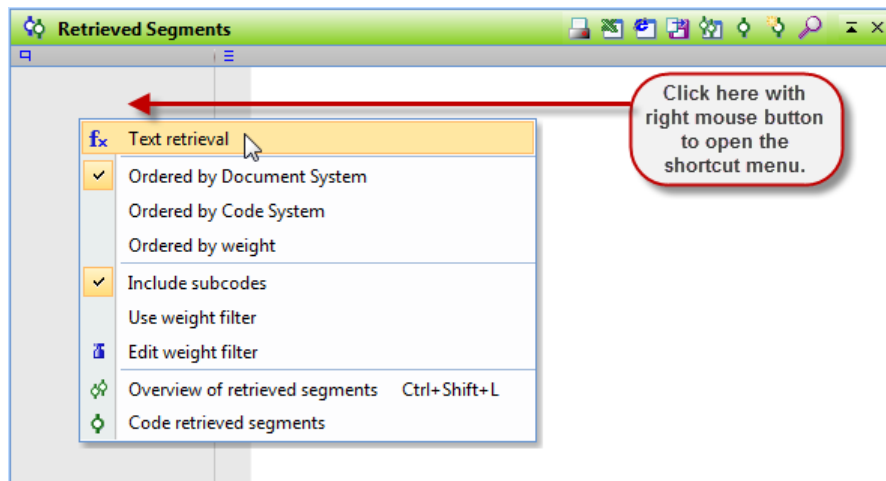 Retrieved Segments
Click here with
right mouse button
to open the
shortcut menu.
fx Text retrieval
Ordered by Document System
Ordered by Code System
Ordered by weight
Include subcodes
Use weight filter
Edit weight filter
Overview of retrieved segments Ctrl+Shift+L
Code retrieved segments